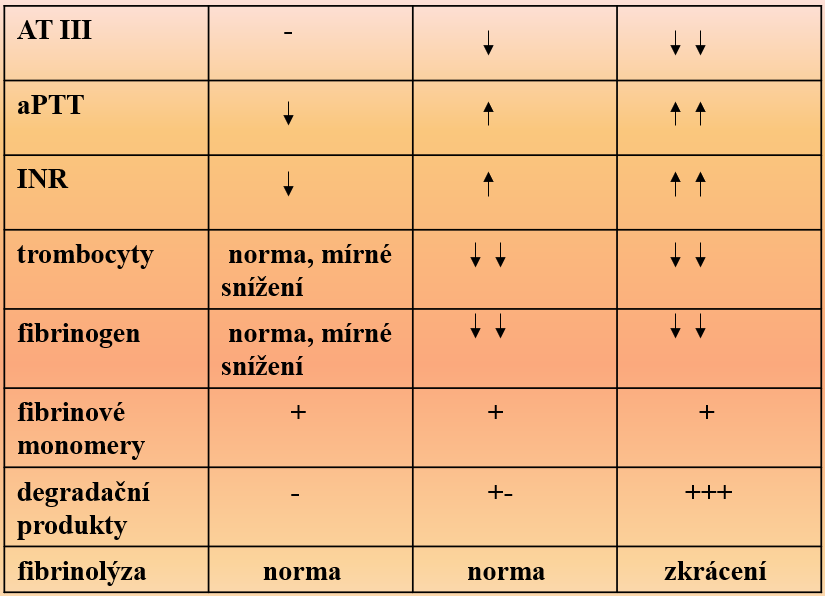 AT III - ↓ ↓ ↓
aPTT ↓ ↑ ↑ ↑
INR ↓ ↑ ↑ ↑
trombocyty norma, mírné ↓ ↓ ↓ ↓
snížení
fibrinogen norma, mírné ↓ ↓ ↓ ↓
snížení
fibrinové + + +
monomery
degradační - +- +++
produkty
fibrinolýza norma norma zkrácení